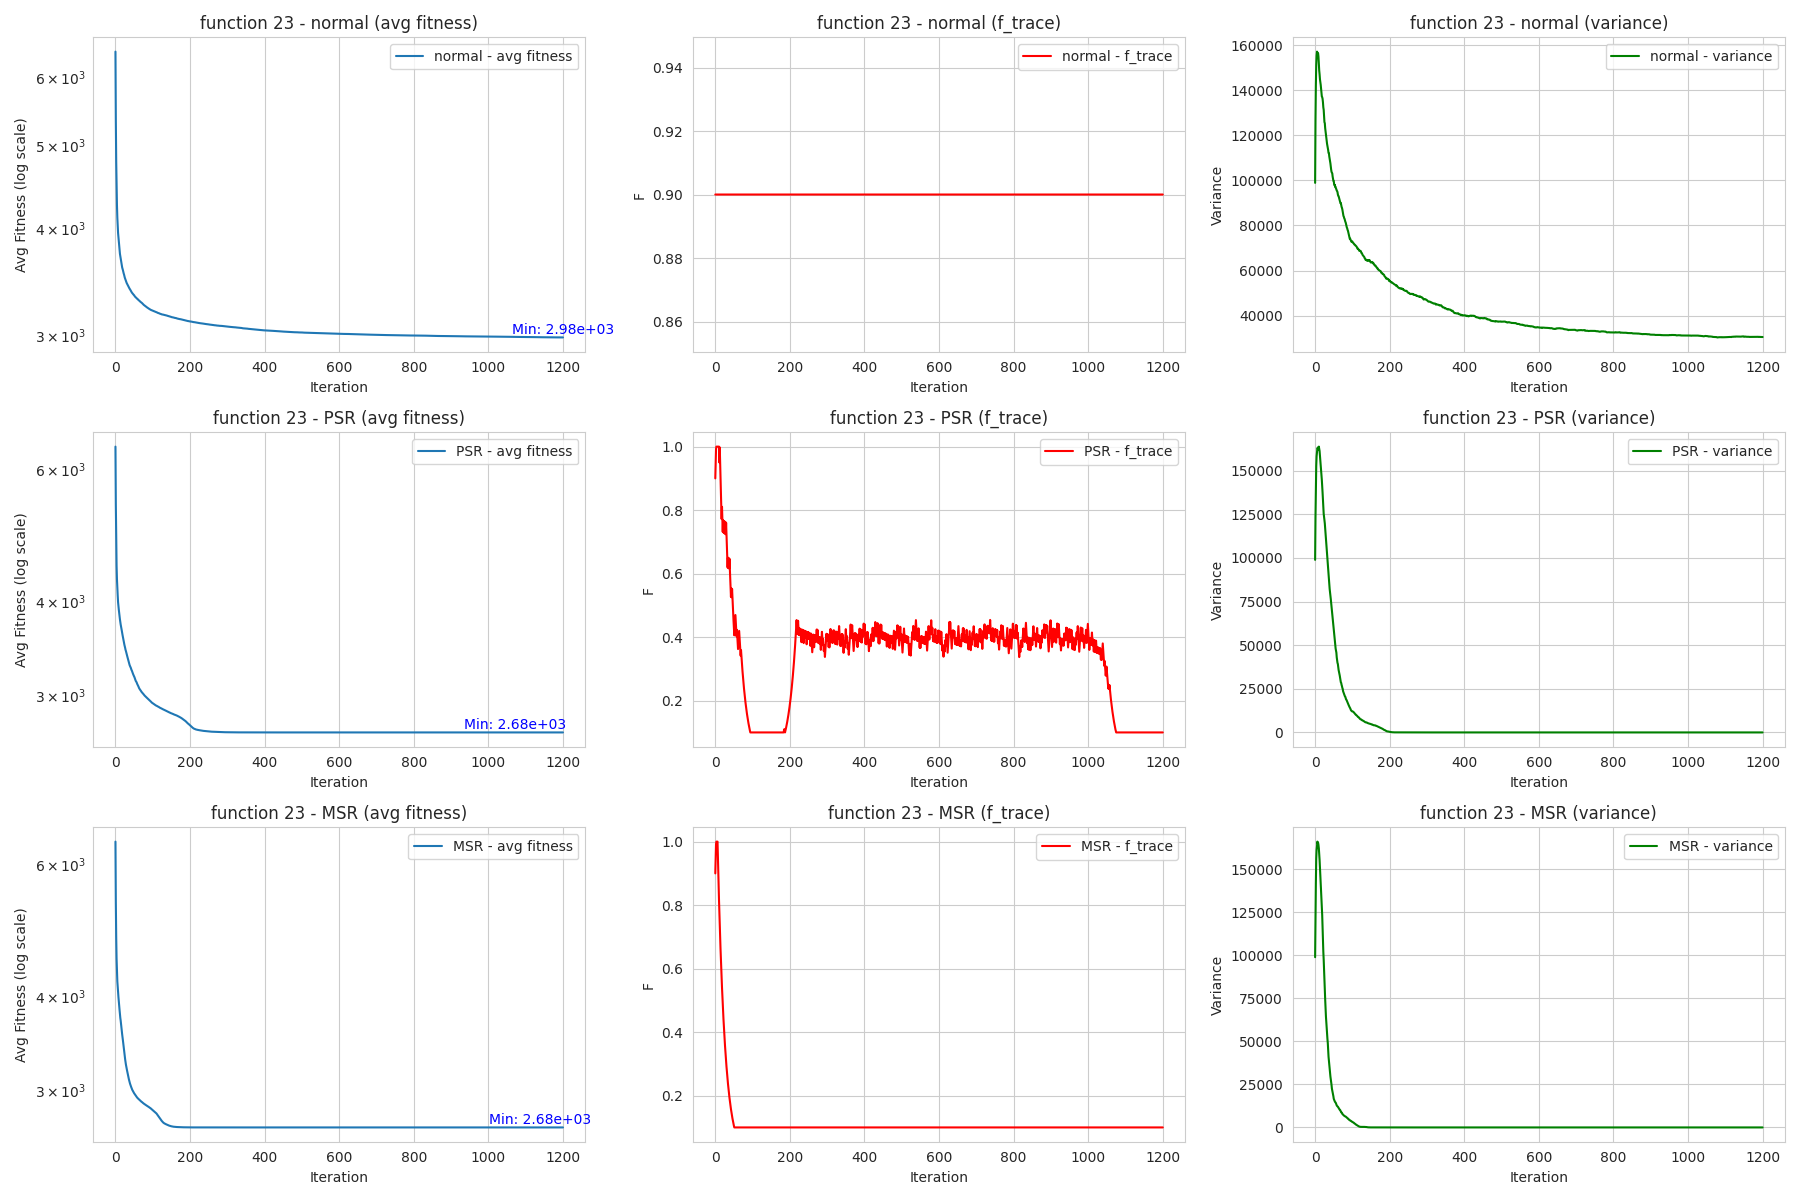 function 23 - normal (avg fitness)
normal - avg fitness
6 × 10³
5 × 10³
4 × 10³
3 × 10³
Avg Fitness (log scale)
Min: 2.98e+03
0 200 400 600 800 1000 1200
Iteration
function 23 - normal (f_trace)
normal - f_trace
0.94
0.92
0.90
0.88
0.86
F
0 200 400 600 800 1000 1200
Iteration
function 23 - normal (variance)
normal - variance
160000
140000
120000
100000
80000
60000
40000
Variance
0 200 400 600 800 1000 1200
Iteration
function 23 - PSR (avg fitness)
PSR - avg fitness
6 × 10³
4 × 10³
3 × 10³
Avg Fitness (log scale)
Min: 2.68e+03
0 200 400 600 800 1000 1200
Iteration
function 23 - PSR (f_trace)
PSR - f_trace
1.0
0.8
0.6
0.4
0.2
F
0 200 400 600 800 1000 1200
Iteration
function 23 - PSR (variance)
PSR - variance
150000
125000
100000
75000
50000
25000
0
Variance
0 200 400 600 800 1000 1200
Iteration
function 23 - MSR (avg fitness)
MSR - avg fitness
6 × 10³
4 × 10³
3 × 10³
Avg Fitness (log scale)
Min: 2.68e+03
0 200 400 600 800 1000 1200
Iteration
function 23 - MSR (f_trace)
MSR - f_trace
1.0
0.8
0.6
0.4
0.2
F
0 200 400 600 800 1000 1200
Iteration
function 23 - MSR (variance)
MSR - variance
150000
125000
100000
75000
50000
25000
0
Variance
0 200 400 600 800 1000 1200
Iteration